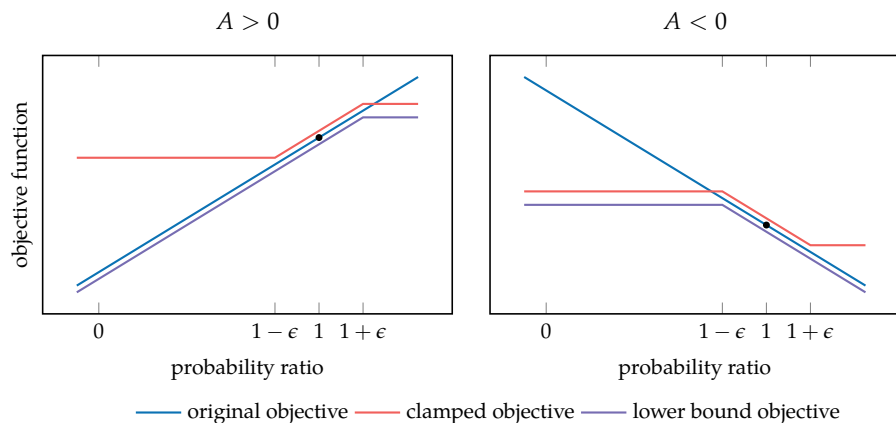 A > 0
A < 0
objective function
0
1 − ϵ
1
1 + ϵ
0
1 − ϵ
1
1 + ϵ
probability ratio
probability ratio
original objective
clamped objective
lower bound objective